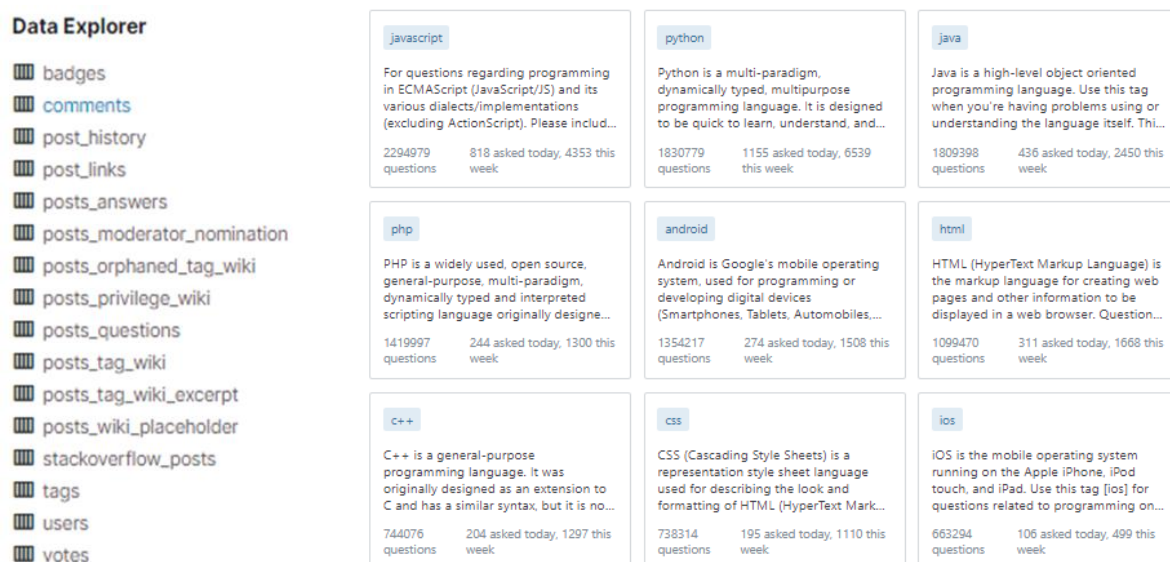 Data Explorer
badges
comments
post_history
post_links
posts_answers
posts_moderator_nomination
posts_orphaned_tag_wiki
posts_privilege_wiki
posts_questions
posts_tag_wiki
posts_tag_wiki_excerpt
posts_wiki_placeholder
stackoverflow_posts
tags
users
votes
javascript
For questions regarding programming
in ECMAScript (JavaScript/JS) and its
various dialects/implementations
(excluding ActionScript). Please includ...
2294979 questions
818 asked today, 4353 this week
python
Python is a multi-paradigm,
dynamically typed, multipurpose
programming language. It is designed
to be quick to learn, understand, and...
1830779 questions
1155 asked today, 6539 this week
java
Java is a high-level object oriented
programming language. Use this tag
when you're having problems using or
understanding the language itself. Thi...
1809398 questions
436 asked today, 2450 this week
php
PHP is a widely used, open source,
general-purpose, multi-paradigm,
dynamically typed and interpreted
scripting language originally designe...
1419997 questions
244 asked today, 1300 this week
android
Android is Google's mobile operating
system, used for programming or
developing digital devices
(Smartphones, Tablets, Automobiles,...
1354217 questions
274 asked today, 1508 this week
html
HTML (HyperText Markup Language) is
the markup language for creating web
pages and other information to be
displayed in a web browser. Question...
1099470 questions
311 asked today, 1668 this week
c++
C++ is a general-purpose
programming language. It was
originally designed as an extension to
C and has a similar syntax, but it is no...
744076 questions
204 asked today, 1297 this week
css
CSS (Cascading Style Sheets) is a
representation style sheet language
used for describing the look and
formatting of HTML (HyperText Mark...
738314 questions
195 asked today, 1110 this week
ios
iOS is the mobile operating system
running on the Apple iPhone, iPod
touch, and iPad. Use this tag [ios] for
questions related to programming on...
663294 questions
106 asked today, 499 this week